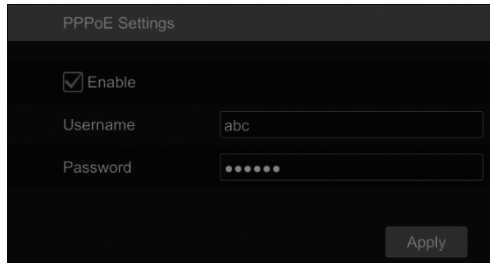 PPPoE Settings
Enable
Username abc
Password ●●●●●●
Apply